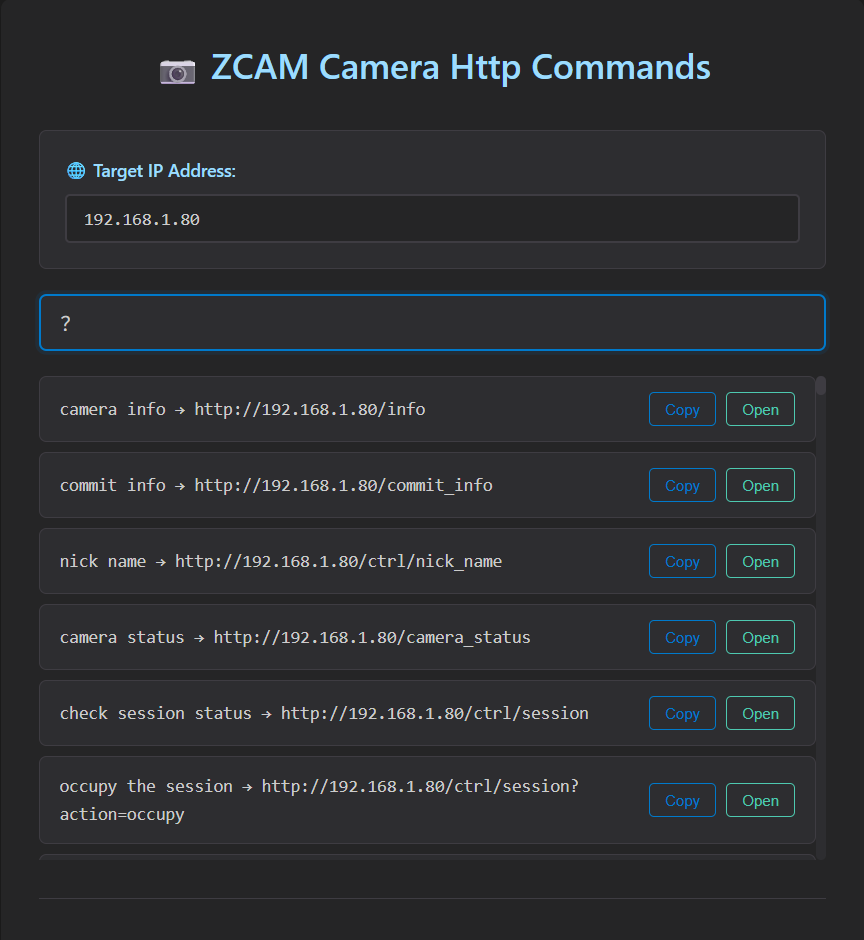 ZCAM Camera Http Commands
Target IP Address:
192.168.1.80
?
camera info → http://192.168.1.80/info
Copy
Open
commit info → http://192.168.1.80/commit_info
Copy
Open
nick name → http://192.168.1.80/ctrl/nick_name
Copy
Open
camera status → http://192.168.1.80/camera_status
Copy
Open
check session status → http://192.168.1.80/ctrl/session
Copy
Open
occupy the session → http://192.168.1.80/ctrl/session?
action=occupy
Copy
Open